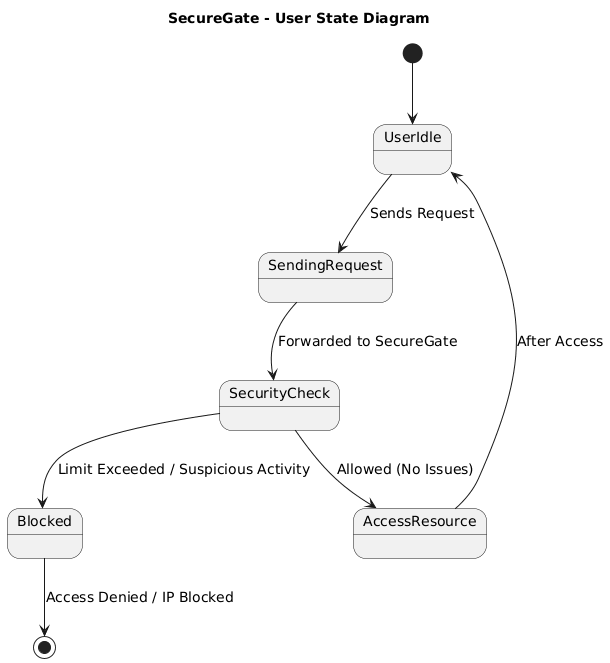 SecureGate - User State Diagram
UserIdle
Sends Request
SendingRequest
Forwarded to SecureGate
After Access
SecurityCheck
Limit Exceeded / Suspicious Activity
Allowed (No Issues)
Blocked
AccessResource
Access Denied / IP Blocked